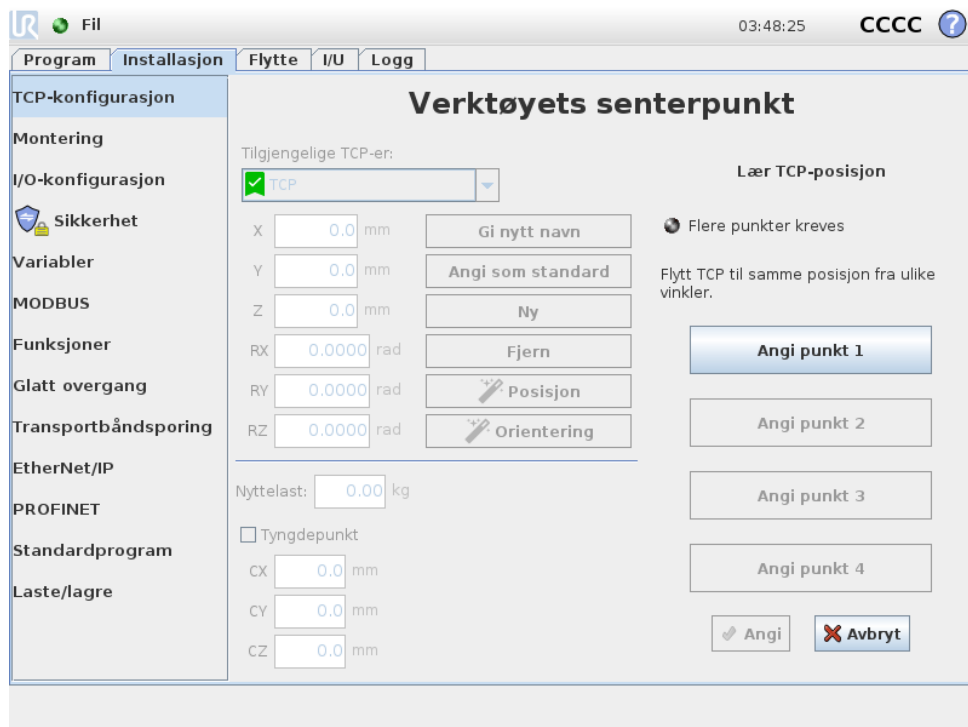 UR Fil 03:48:25 CCCC ?
Program Installasjon Flytte I/U Logg
TCP-konfigurasjon
Montering
I/O-konfigurasjon
Sikkerhet
Variabler
MODBUS
Funksjoner
Glatt overgang
Transportbåndsporing
EtherNet/IP
PROFINET
Standardprogram
Laste/lagre
Verktøyets senterpunkt
Tilgjengelige TCP-er:
TCP
X 0.0 mm Gi nytt navn
Y 0.0 mm Angi som standard
Z 0.0 mm Ny
RX 0.0000 rad Fjern
RY 0.0000 rad Posisjon
RZ 0.0000 rad Orientering
Nyttelast: 0.00 kg
Tyngdepunkt
CX 0.0 mm
CY 0.0 mm
CZ 0.0 mm
Lær TCP-posisjon
Flere punkter kreves
Flytt TCP til samme posisjon fra ulike
vinkler.
Angi punkt 1
Angi punkt 2
Angi punkt 3
Angi punkt 4
Angi Avbryt